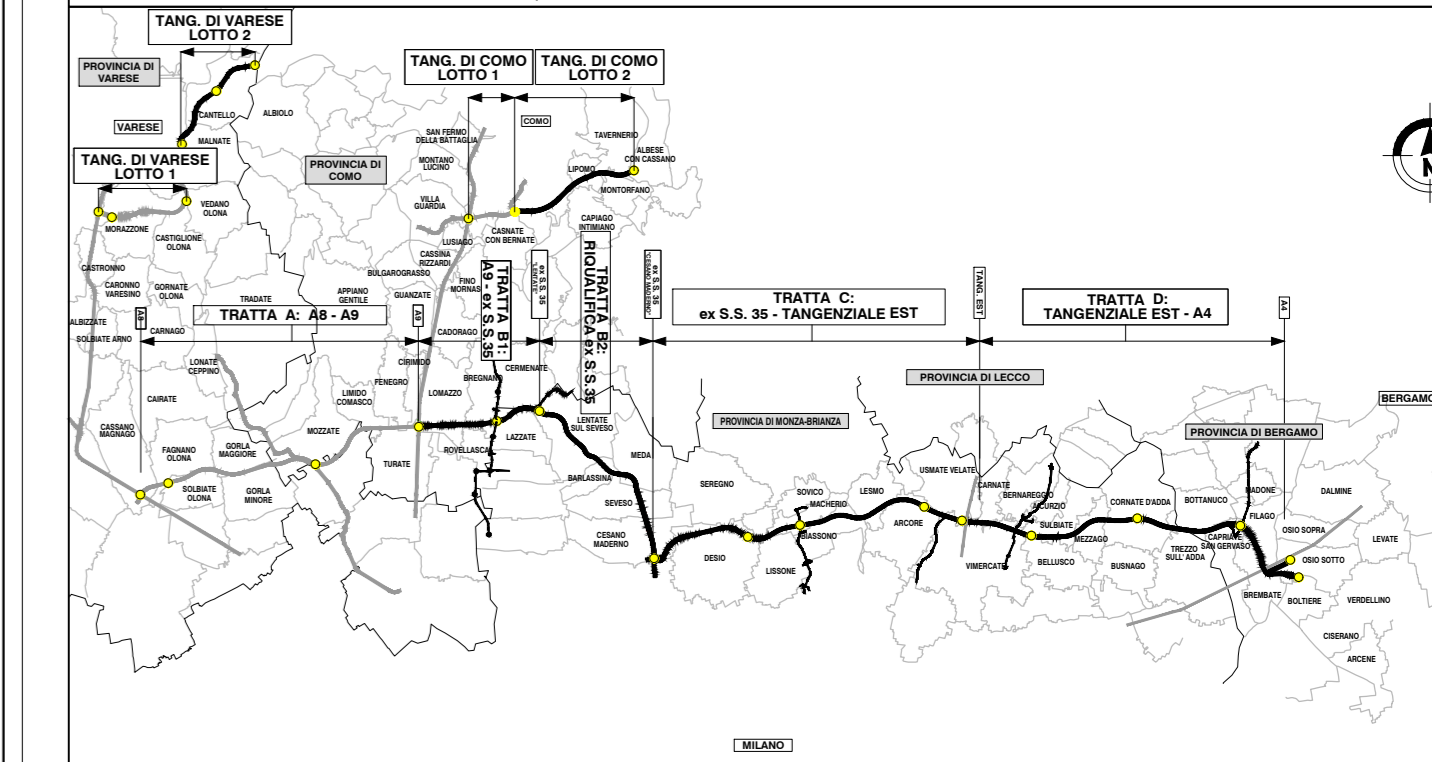 TANG. DI VARESE
LOTTO 2
PROVINCIA DI
VARESE
TANG. DI COMO
LOTTO 1
TANG. DI COMO
LOTTO 2
CANTELLO
ALBIOLO
VARESE
MALNATE
COMO
SAN FERMO
DELLA BATTAGLIA
TAVERNERIO
ALBESE
CON CASSANO
TANG. DI VARESE
LOTTO 1
PROVINCIA DI
COMO
MONTANO
LUCINO
LIPOMO
MONTORFANO
N
VEDANO
OLONA
VILLA
GUARDIA
MORAZZONE
CASTIGLIONE
OLONA
LUSIAGO
CASNATE
CON BERNATE
CAPIAGO
INTIMIANO
CASSINA
RIZZARDI
CASTRONNO
BULGAROGRASSO
CARONNO
VARESINO
GORNATE
OLONA
APPIANO
GENTILE
GUANZATE
FINO
MORNAS
TRATTA B1:
A9 - ex S.S.35
ex S.S. 35
"LENTATE"
TRATTA B2:
RIQUALIFICA ex S.S.35
ex S.S. 35
"CESANO MADERNO"
TRADATE
TRATTA A: A8 - A9
A8
A9
TRATTA C:
ex S.S. 35 - TANGENZIALE EST
TANG. EST
TRATTA D:
TANGENZIALE EST - A4
A4
ALBIZZATE
CARNAGO
SOLBIATE ARNO
CADORAGO
LONATE
CEPPINO
CIRIMIDO
FENEGRO
BREGNANO
CERMENATE
PROVINCIA DI LECCO
CAIRATE
LIMIDO
COMASCO
LOMAZZO
BERGAMO
CASSANO
MAGNAGO
MOZZATE
LAZZATE
LENTATE
SUL SEVESO
PROVINCIA DI MONZA-BRIANZA
PROVINCIA DI BERGAMO
FAGNANO
OLONA
GORLA
MAGGIORE
TURATE
ROVELLASCA
MEDA
SOLBIATE
OLONA
GORLA
MINORE
BARLASSINA
SEREGNO
USMATE VELATE
CARNATE
BERNAREGGIO
SOVICO
MACHERIO
LESMO
MADONE
DALMINE
SEVESO
AICURZIO
CORNATE D'ADDA
BOTTANUCO
FILAGO
ARCORE
SULBIATE
OSIO SOPRA
CESANO
MADERNO
BIASSONO
MEZZAGO
CAPRIATE
SAN GERVASO
LEVATE
DESIO
LISSONE
VIMERCATE
BELLUSCO
BUSNAGO
TREZZO
SULL' ADDA
OSIO SOTTO
BREMBATE
BOLTIERE
VERDELLINO
CISERANO
ARCENE
MILANO